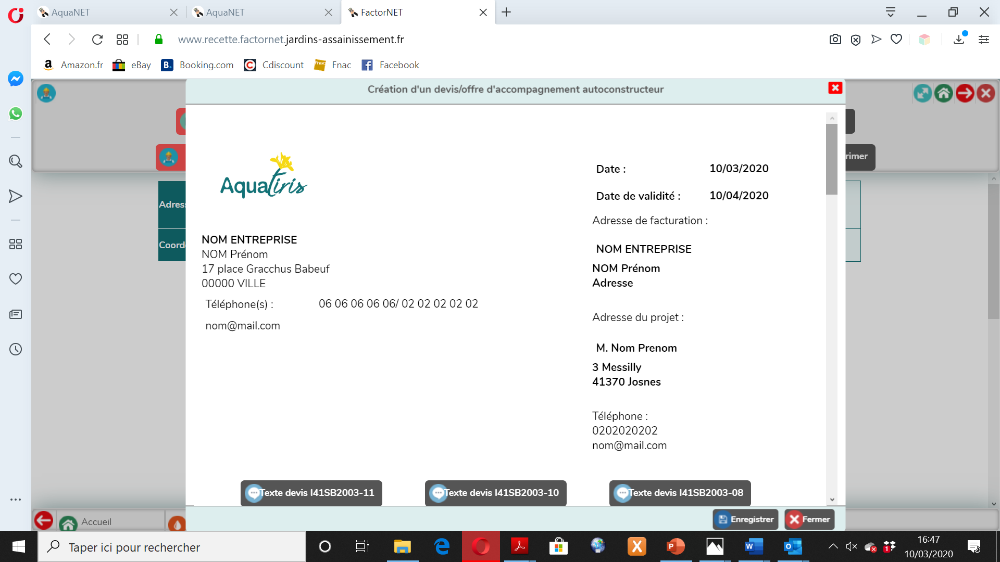 AquaNET
AquaNET
FactorNET
www.recette.factornet.jardins-assainissement.fr
Amazon.fr
eBay
Booking.com
Cdiscount
Fnac
Facebook
Création d'un devis/offre d'accompagnement autoconstructeur
rimer
Adress
Coord
Aquatiris
Date : 10/03/2020
Date de validité : 10/04/2020
Adresse de facturation :
NOM ENTREPRISE
NOM Prénom
Adresse
NOM ENTREPRISE
NOM Prénom
17 place Gracchus Babeuf
00000 VILLE
Téléphone(s) : 06 06 06 06 06/ 02 02 02 02 02
nom@mail.com
Adresse du projet :
M. Nom Prenom
3 Messilly
41370 Josnes
Téléphone :
0202020202
nom@mail.com
Texte devis I41SB2003-11
Texte devis I41SB2003-10
Texte devis I41SB2003-08
Enregistrer
Fermer
Accueil
Taper ici pour rechercher
16:47
10/03/2020